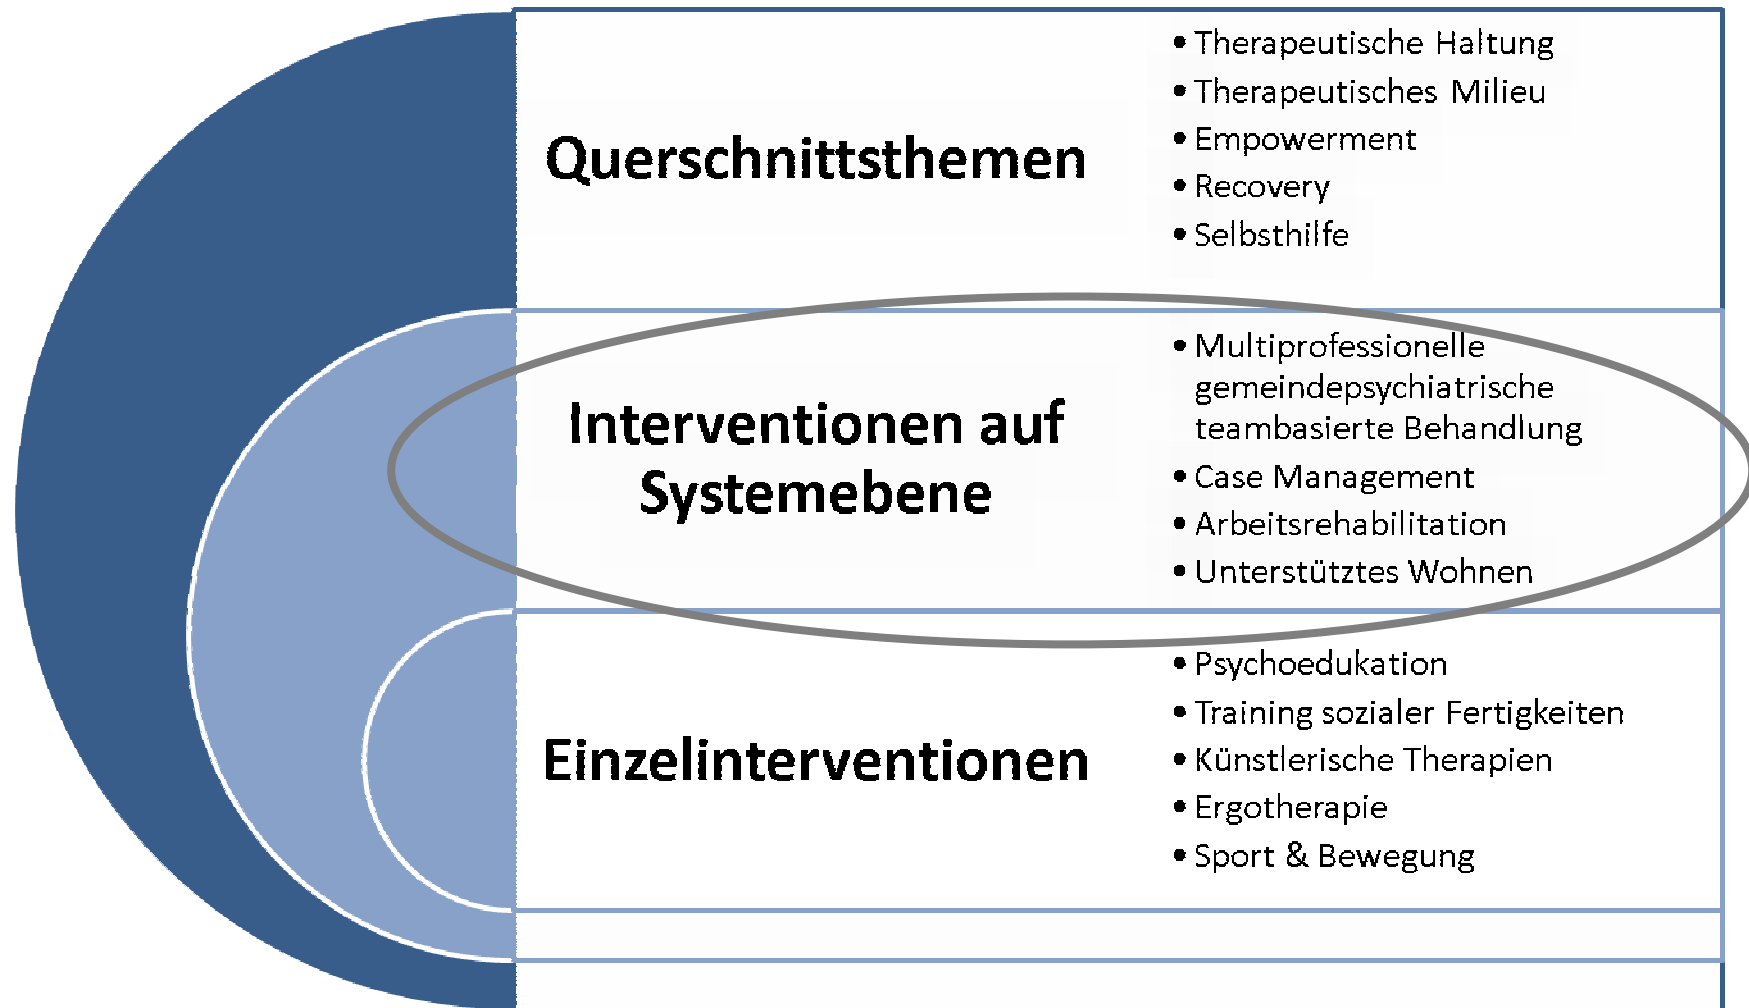 Querschnittsthemen
• Therapeutische Haltung
• Therapeutisches Milieu
• Empowerment
• Recovery
• Selbsthilfe
Interventionen auf
Systemebene
• Multiprofessionelle
gemeindepsychiatrische
teambasierte Behandlung
• Case Management
• Arbeitsrehabilitation
• Unterstütztes Wohnen
Einzelinterventionen
• Psychoedukation
• Training sozialer Fertigkeiten
• Künstlerische Therapien
• Ergotherapie
• Sport & Bewegung